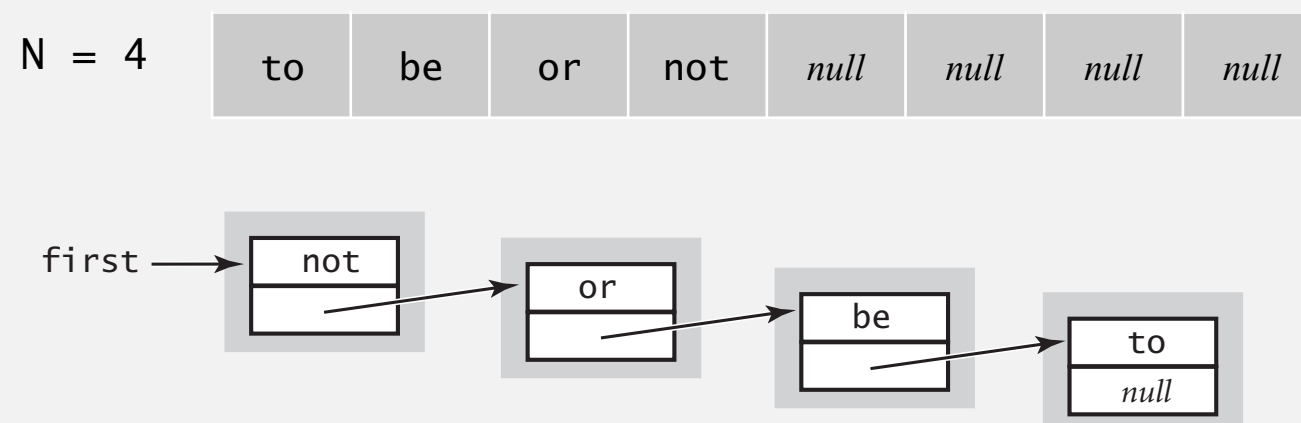 N = 4 to be or not null null null null
first not
or
be
to
null